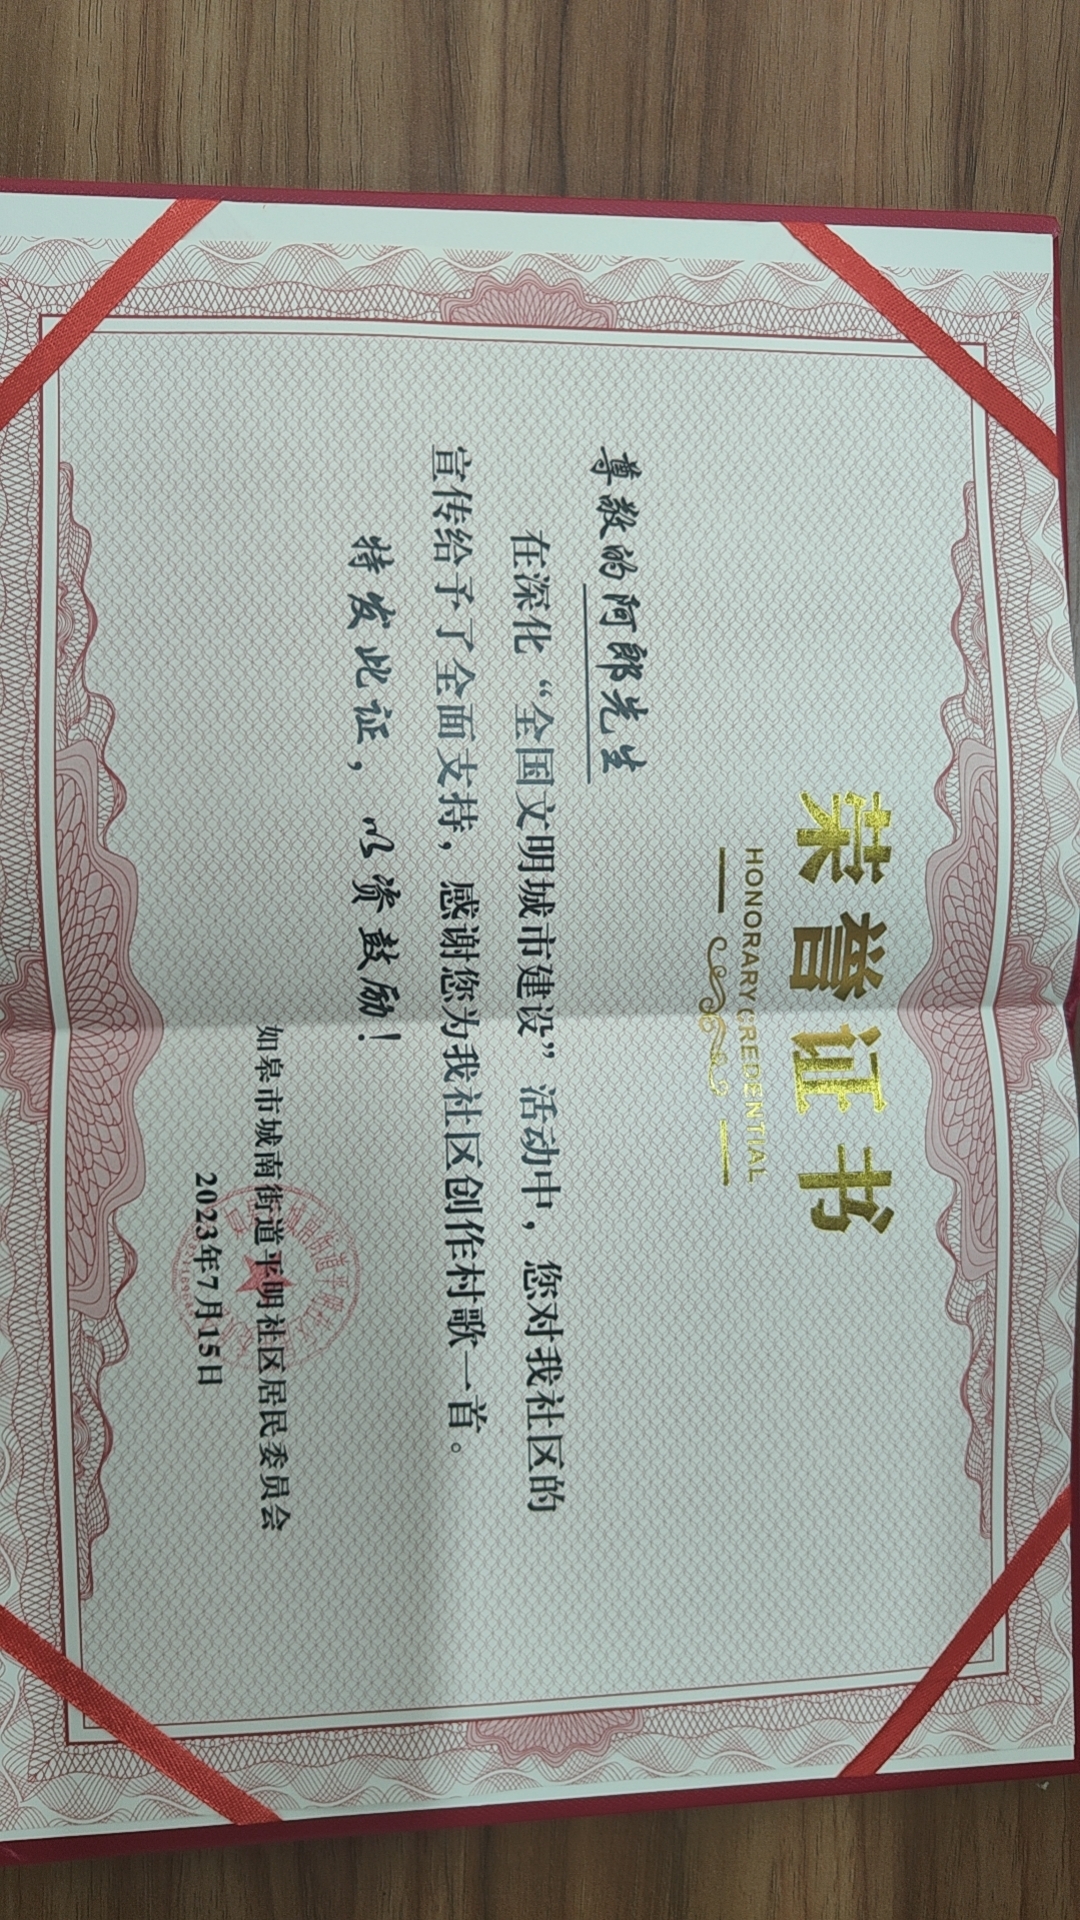 荣誉证书
HONORARY CREDENTIAL
尊敬的阿郎先生
在深化“全国文明城市建设”活动中，您对我社区的
宣传给予了全面支持，感谢您为我社区创作村歌一首。
特发此证，以资鼓励！
如皋市城南街道平明社区居民委员会
2023年7月15日